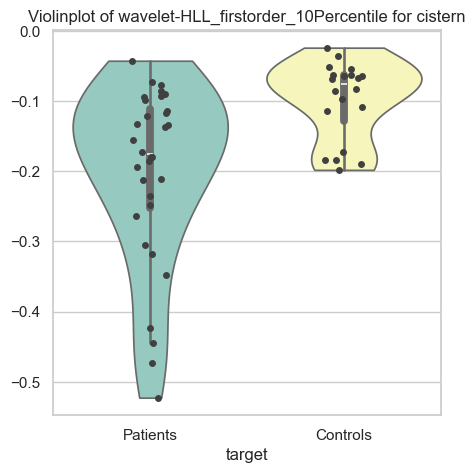 Violinplot of wavelet-HLL_firstorder_10Percentile for cistern
0.0
−0.1
−0.2
−0.3
−0.4
−0.5
Patients Controls
target